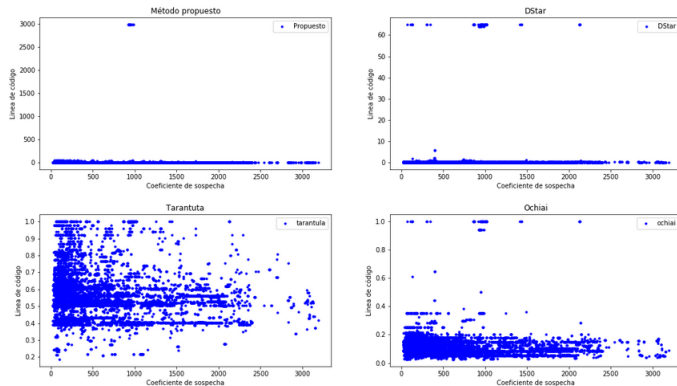 Método propuesto
3000
2500
2000
1500
1000
500
0
Línea de código
Propuesto
0 500 1000 1500 2000 2500 3000
Coeficiente de sospecha
DStar
60
50
40
30
20
10
0
Línea de código
DStar
0 500 1000 1500 2000 2500 3000
Coeficiente de sospecha
Tarantuta
1.0
0.9
0.8
0.7
0.6
0.5
0.4
0.3
0.2
Línea de código
tarantula
0 500 1000 1500 2000 2500 3000
Coeficiente de sospecha
Ochiai
1.0
0.8
0.6
0.4
0.2
0.0
Línea de código
ochiai
0 500 1000 1500 2000 2500 3000
Coeficiente de sospecha